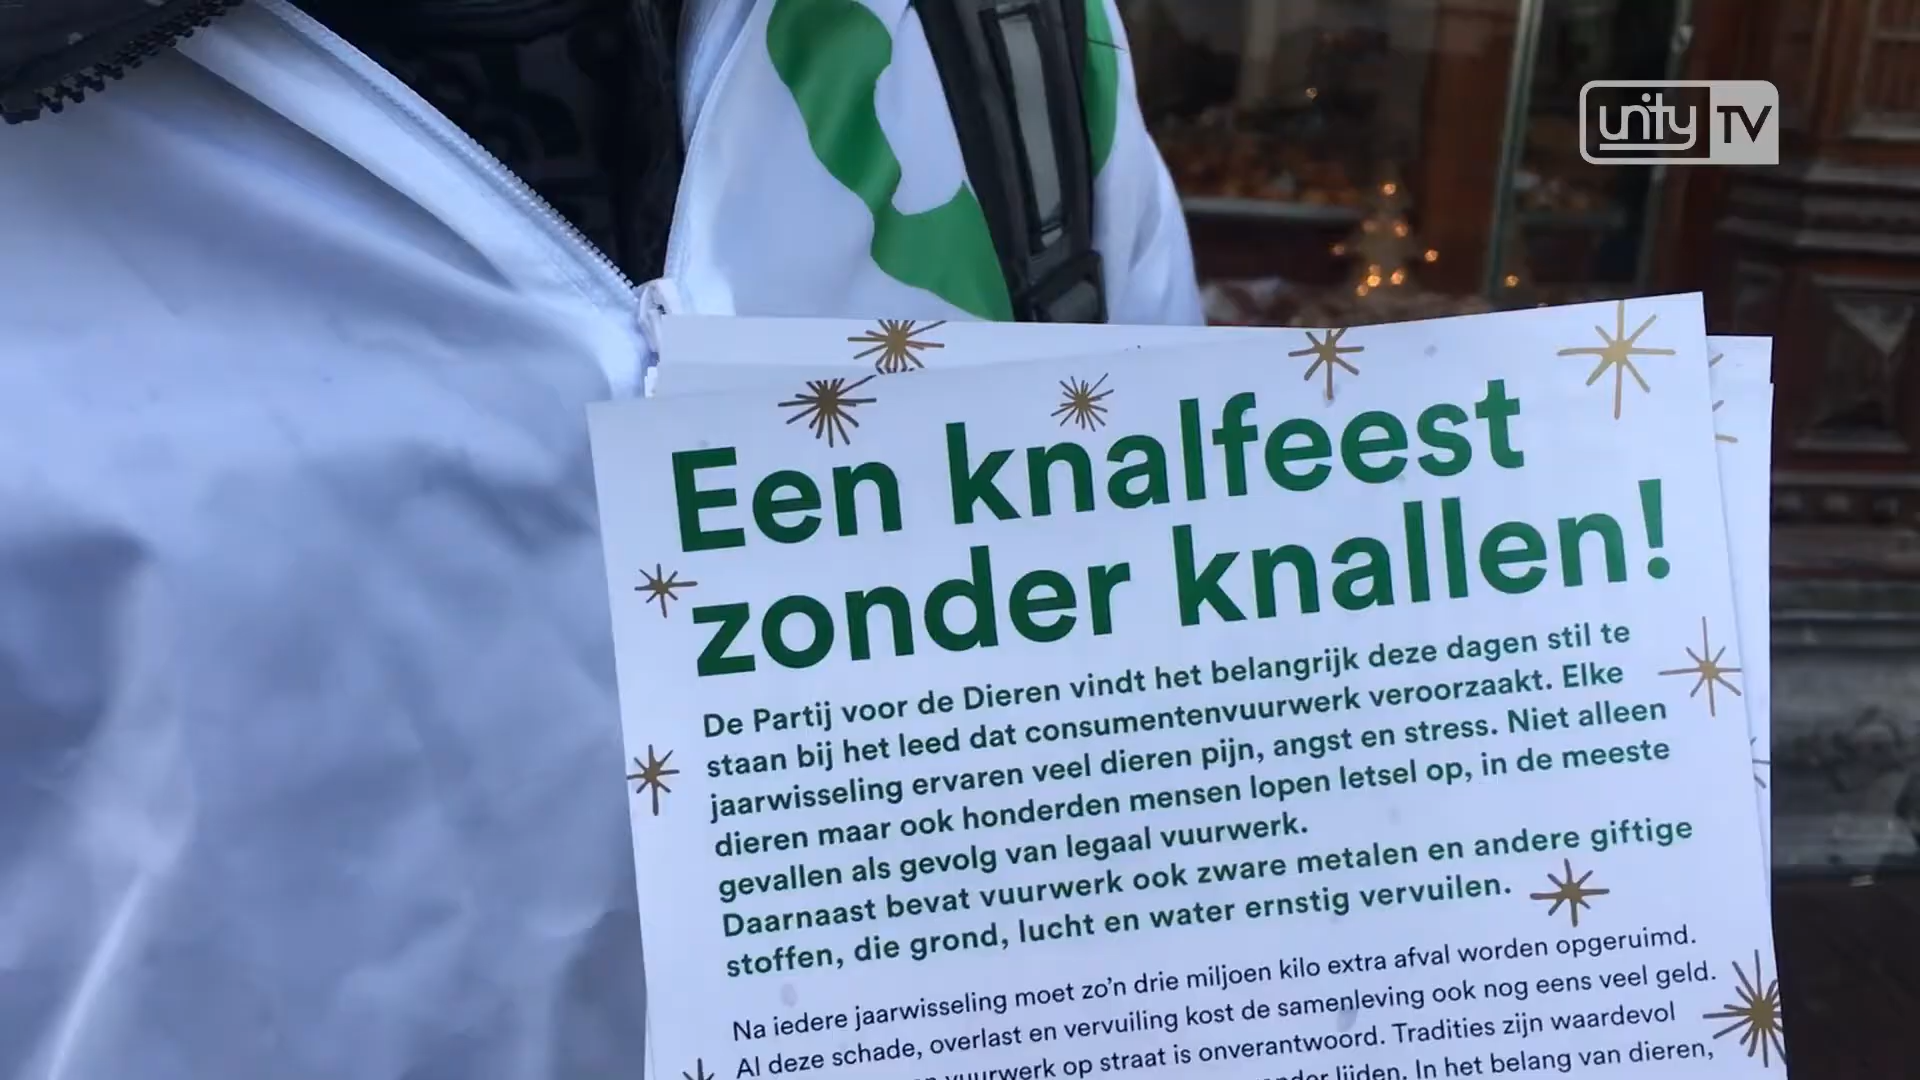 unity TV
Een knalfeest
zonder knallen!
De Partij voor de Dieren vindt het belangrijk deze dagen stil te
staan bij het leed dat consumentenvuurwerk veroorzaakt. Elke
jaarwisseling ervaren veel dieren pijn, angst en stress. Niet alleen
dieren maar ook honderden mensen lopen letsel op, in de meeste
gevallen als gevolg van legaal vuurwerk.
Daarnaast bevat vuurwerk ook zware metalen en andere giftige
stoffen, die grond, lucht en water ernstig vervuilen.
Na iedere jaarwisseling moet zo'n drie miljoen kilo extra afval worden opgeruimd.
Al deze schade, overlast en vervuiling kost de samenleving ook nog eens veel geld.
vuurwerk op straat is onverantwoord. Tradities zijn waardevol
lijden. In het belang van dieren,